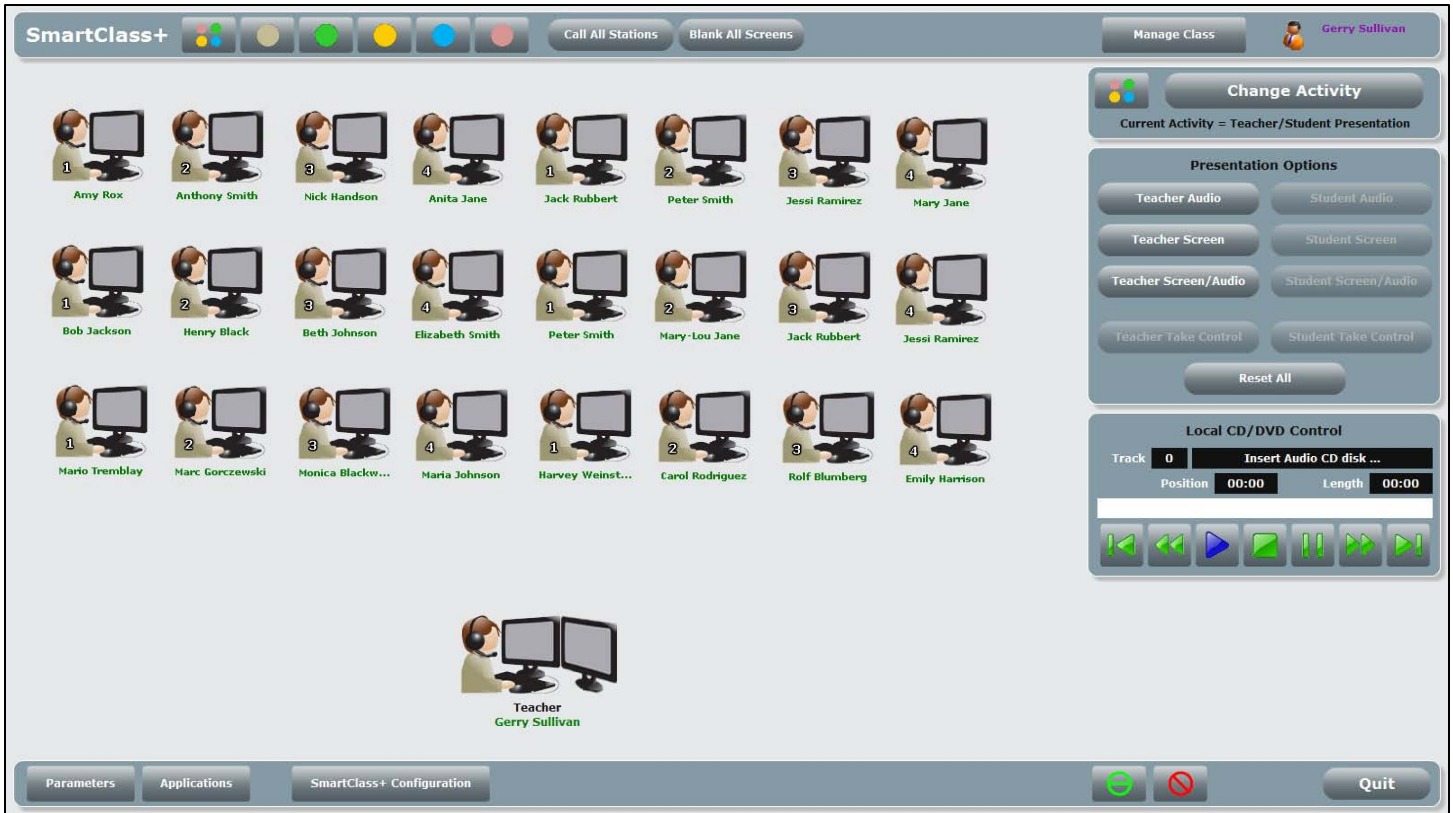 SmartClass+ Call All Stations Blank All Screens Manage Class Gerry Sullivan
Change Activity
Current Activity = Teacher/Student Presentation
1 2 3 4 1 2 3 4
Amy Rox Anthony Smith Nick Handson Anita Jane Jack Rubbert Peter Smith Jessi Ramirez Mary Jane
1 2 3 4 1 2 3 4
Bob Jackson Henry Black Beth Johnson Elizabeth Smith Peter Smith Mary-Lou Jane Jack Rubbert Jessi Ramirez
1 2 3 4 1 2 3 4
Mario Tremblay Marc Gorczewski Monica Blackw... Maria Johnson Harvey Weinst... Carol Rodriguez Rolf Blumberg Emily Harrison
Teacher
Gerry Sullivan
Presentation Options
Teacher Audio Student Audio
Teacher Screen Student Screen
Teacher Screen/Audio Student Screen/Audio
Teacher Take Control Student Take Control
Reset All
Local CD/DVD Control
Track 0 Insert Audio CD disk ...
Position 00:00 Length 00:00
Parameters Applications SmartClass+ Configuration Quit